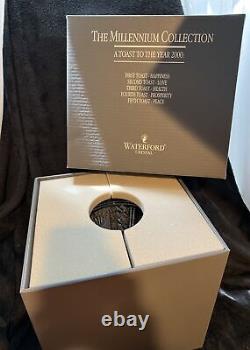 THE MILLENNIUM COLLECTION
A TOAST TO THE YEAR 2000:
FIRST TOAST - HAPPINESS
SECOND TOAST - LOVE
THIRD TOAST - HEALTH
FOURTH TOAST - PROSPERITY
FIFTH TOAST - PEACE
WATERFORD
CRYSTAL